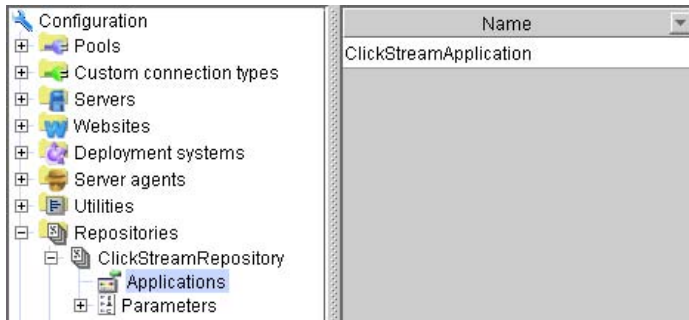 Configuration
Pools
Custom connection types
Servers
Websites
Deployment systems
Server agents
Utilities
Repositories
ClickStreamRepository
Applications
Parameters
Name
ClickStreamApplication